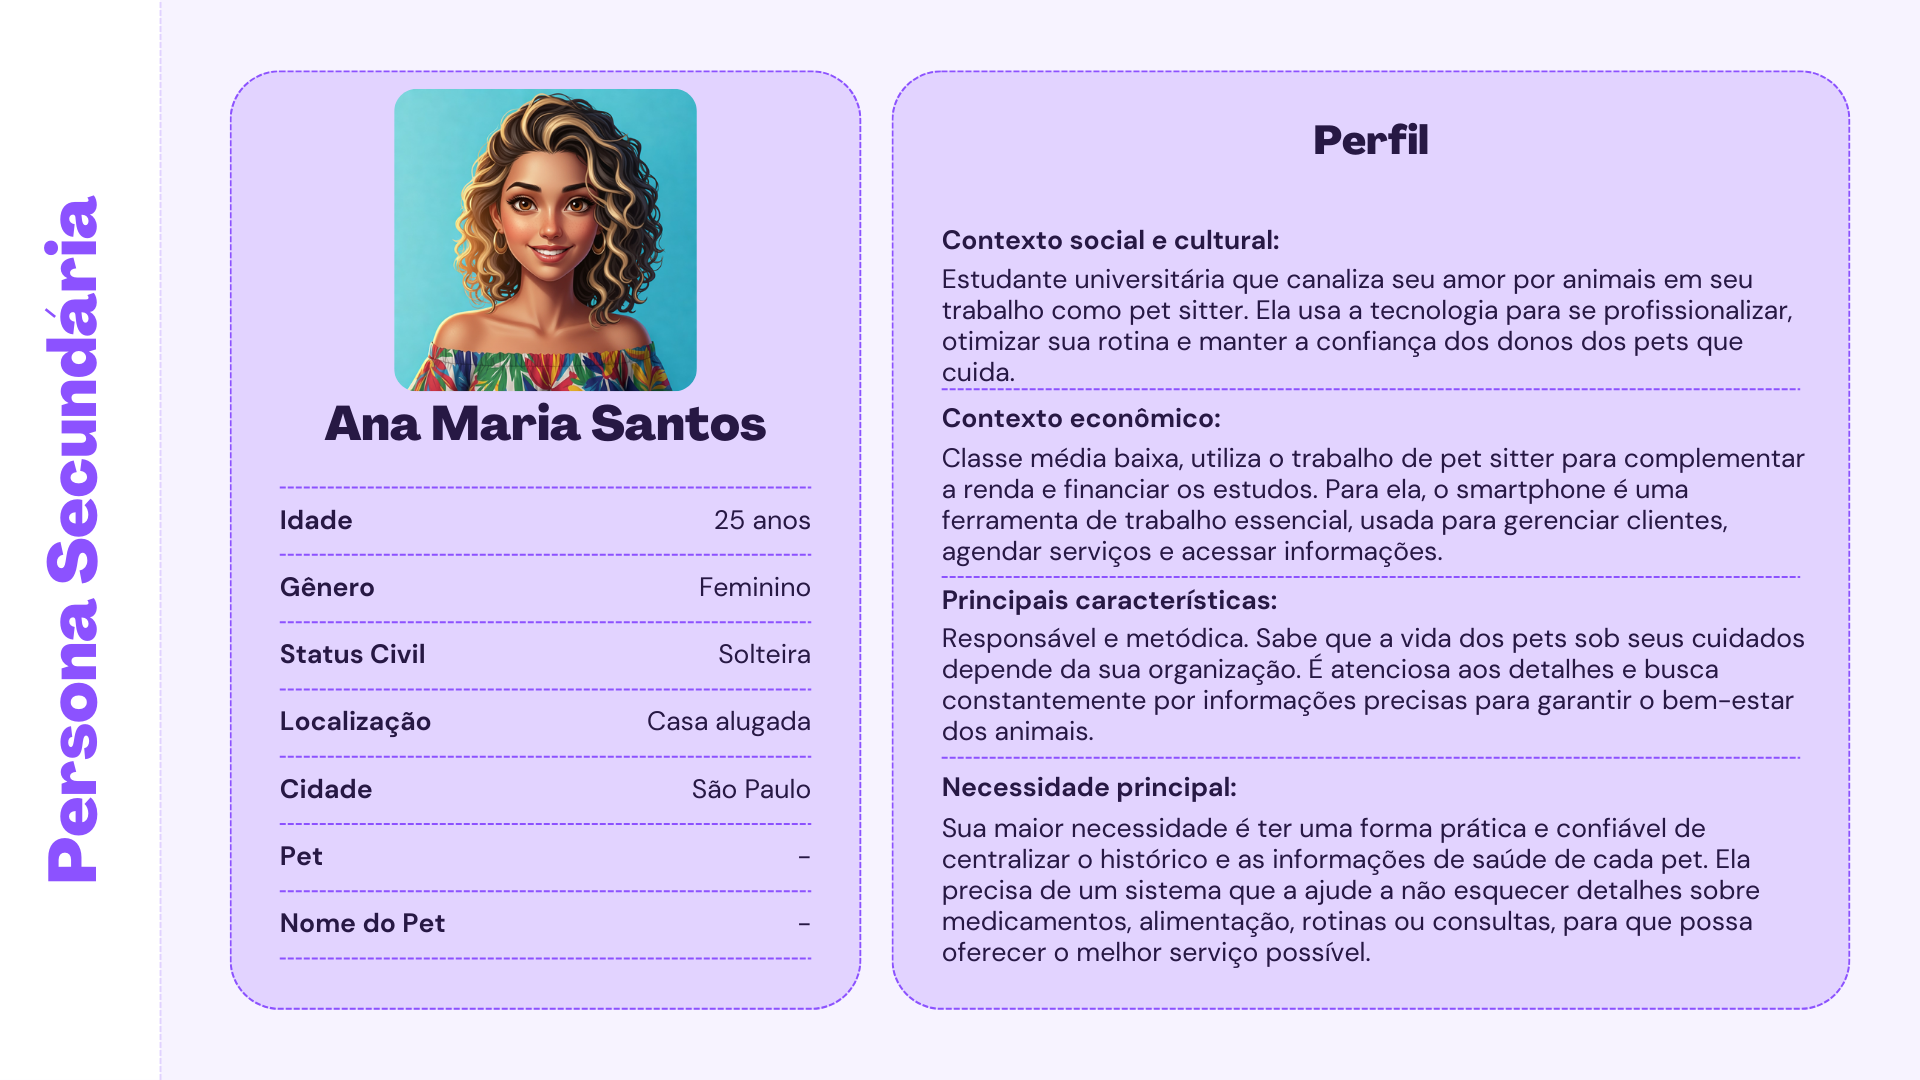 Persona Secundária
Ana Maria Santos
Idade 25 anos
Gênero Feminino
Status Civil Solteira
Localização Casa alugada
Cidade São Paulo
Pet -
Nome do Pet -
Perfil
Contexto social e cultural:
Estudante universitária que canaliza seu amor por animais em seu
trabalho como pet sitter. Ela usa a tecnologia para se profissionalizar,
otimizar sua rotina e manter a confiança dos donos dos pets que
cuida.
Contexto econômico:
Classe média baixa, utiliza o trabalho de pet sitter para complementar
a renda e financiar os estudos. Para ela, o smartphone é uma
ferramenta de trabalho essencial, usada para gerenciar clientes,
agendar serviços e acessar informações.
Principais características:
Responsável e metódica. Sabe que a vida dos pets sob seus cuidados
depende da sua organização. É atenciosa aos detalhes e busca
constantemente por informações precisas para garantir o bem-estar
dos animais.
Necessidade principal:
Sua maior necessidade é ter uma forma prática e confiável de
centralizar o histórico e as informações de saúde de cada pet. Ela
precisa de um sistema que a ajude a não esquecer detalhes sobre
medicamentos, alimentação, rotinas ou consultas, para que possa
oferecer o melhor serviço possível.